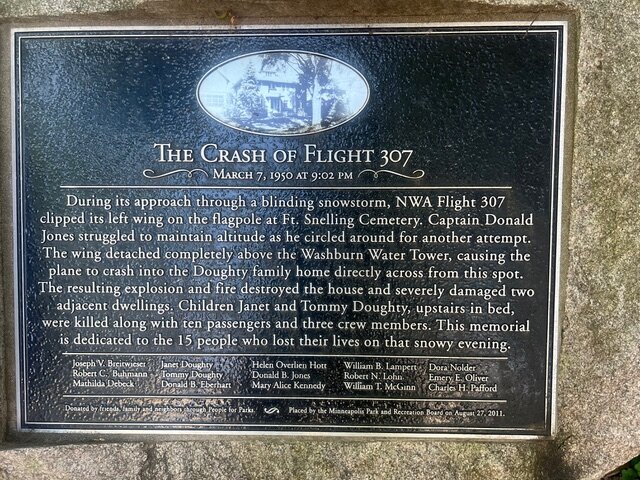 THE CRASH OF FLIGHT 307
MARCH 7, 1950 AT 9:02 PM
During its approach through a blinding snowstorm, NWA Flight 307
clipped its left wing on the flagpole at Ft. Snelling Cemetery. Captain Donald
Jones struggled to maintain altitude as he circled around for another attempt.
The wing detached completely above the Washburn Water Tower, causing the
plane to crash into the Doughty family home directly across from this spot.
The resulting explosion and fire destroyed the house and severely damaged two
adjacent dwellings. Children Janet and Tommy Doughty, upstairs in bed,
were killed along with ten passengers and three crew members. This memorial
is dedicated to the 15 people who lost their lives on that snowy evening.
Joseph V. Breitwieser Janet Doughty Helen Overlien Hott William B. Lampert Dora Nolder
Robert C. Buhmann Tommy Doughty Donald B. Jones Robert N. Lohn Emery E. Oliver
Mathilda Debeck Donald B. Eberhart Mary Alice Kennedy William T. McGinn Charles H. Pafford
Donated by friends, family and neighbors through People for Parks. Placed by the Minneapolis Park and Recreation Board on August 27, 2011.